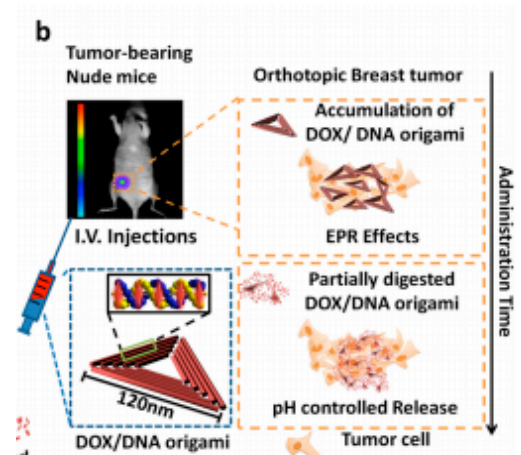 b
Tumor-bearing
Nude mice
Orthotopic Breast tumor
Accumulation of
DOX/ DNA origami
EPR Effects
I.V. Injections
Partially digested
DOX/DNA origami
pH controlled Release
120nm
DOX/DNA origami
Tumor cell
Administration Time